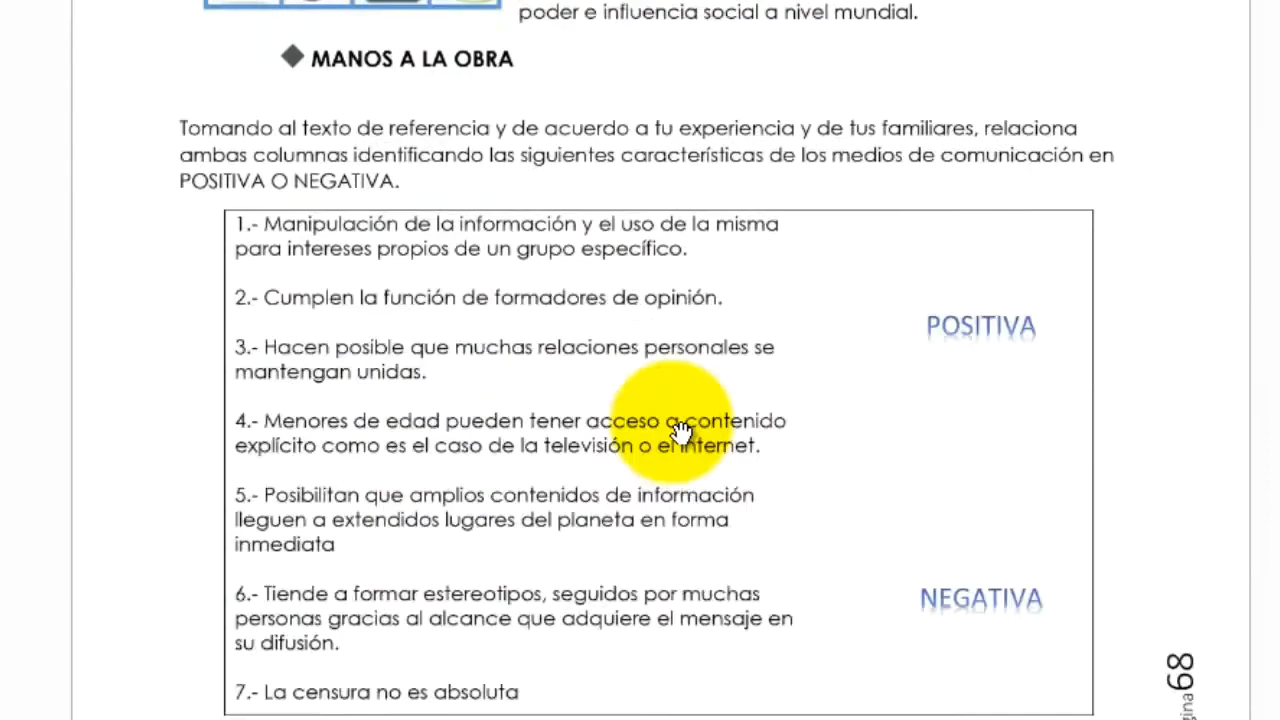 poder e influencia social a nivel mundial.
MANOS A LA OBRA
Tomando al texto de referencia y de acuerdo a tu experiencia y de tus familiares, relaciona
ambas columnas identificando las siguientes características de los medios de comunicación en
POSITIVA O NEGATIVA.
1.- Manipulación de la información y el uso de la misma
para intereses propios de un grupo específico.
2.- Cumplen la función de formadores de opinión.
3.- Hacen posible que muchas relaciones personales se
mantengan unidas.
4.- Menores de edad pueden tener acceso a contenido
explícito como es el caso de la televisión o el internet.
5.- Posibilitan que amplios contenidos de información
lleguen a extendidos lugares del planeta en forma
inmediata
6.- Tiende a formar estereotipos, seguidos por muchas
personas gracias al alcance que adquiere el mensaje en
su difusión.
7.- La censura no es absoluta
POSITIVA
NEGATIVA
68